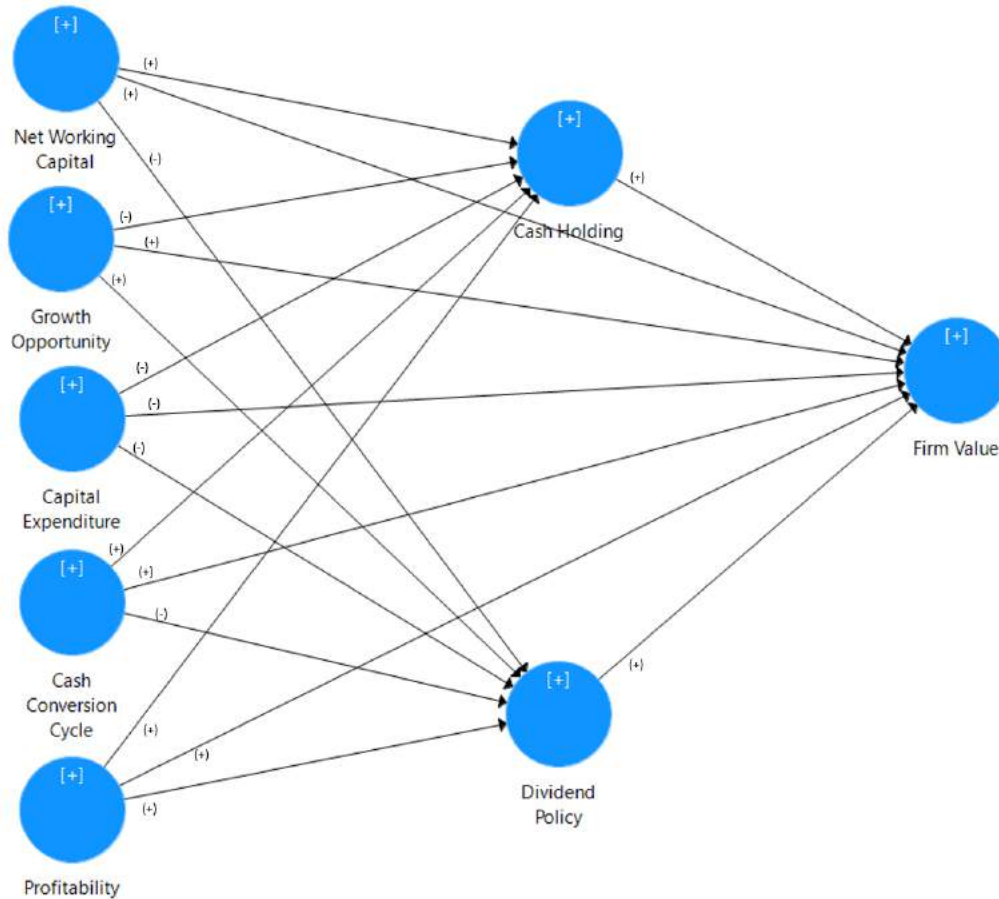 [+]
Net Working
Capital
(+)
(+)
(-)
[+]
Cash Holding
(+)
[+]
Growth
Opportunity
(-)
(+)
(+)
[+]
Firm Value
[+]
Capital
Expenditure
(-)
(-)
(-)
[+]
Cash
Conversion
Cycle
(+)
(+)
(-)
[+]
Dividend
Policy
(+)
[+]
Profitability
(+)
(+)
(+)